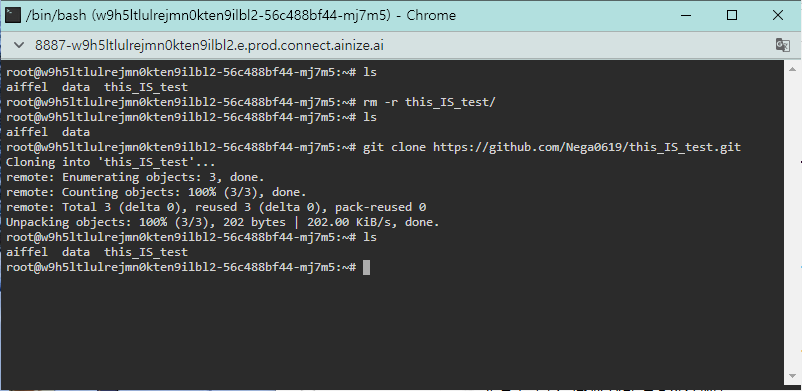 /bin/bash (w9h5ltlulrejmn0kten9ilbl2-56c488bf44-mj7m5) - Chrome
8887-w9h5ltlulrejmn0kten9ilbl2.e.prod.connect.ainize.ai
root@w9h5ltlulrejmn0kten9ilbl2-56c488bf44-mj7m5:~# ls
aiffel  data  this_IS_test
root@w9h5ltlulrejmn0kten9ilbl2-56c488bf44-mj7m5:~# rm -r this_IS_test/
root@w9h5ltlulrejmn0kten9ilbl2-56c488bf44-mj7m5:~# ls
aiffel  data
root@w9h5ltlulrejmn0kten9ilbl2-56c488bf44-mj7m5:~# git clone https://github.com/Nega0619/this_IS_test.git
Cloning into 'this_IS_test'...
remote: Enumerating objects: 3, done.
remote: Counting objects: 100% (3/3), done.
remote: Total 3 (delta 0), reused 3 (delta 0), pack-reused 0
Unpacking objects: 100% (3/3), 202 bytes | 202.00 KiB/s, done.
root@w9h5ltlulrejmn0kten9ilbl2-56c488bf44-mj7m5:~# ls
aiffel  data  this_IS_test
root@w9h5ltlulrejmn0kten9ilbl2-56c488bf44-mj7m5:~#